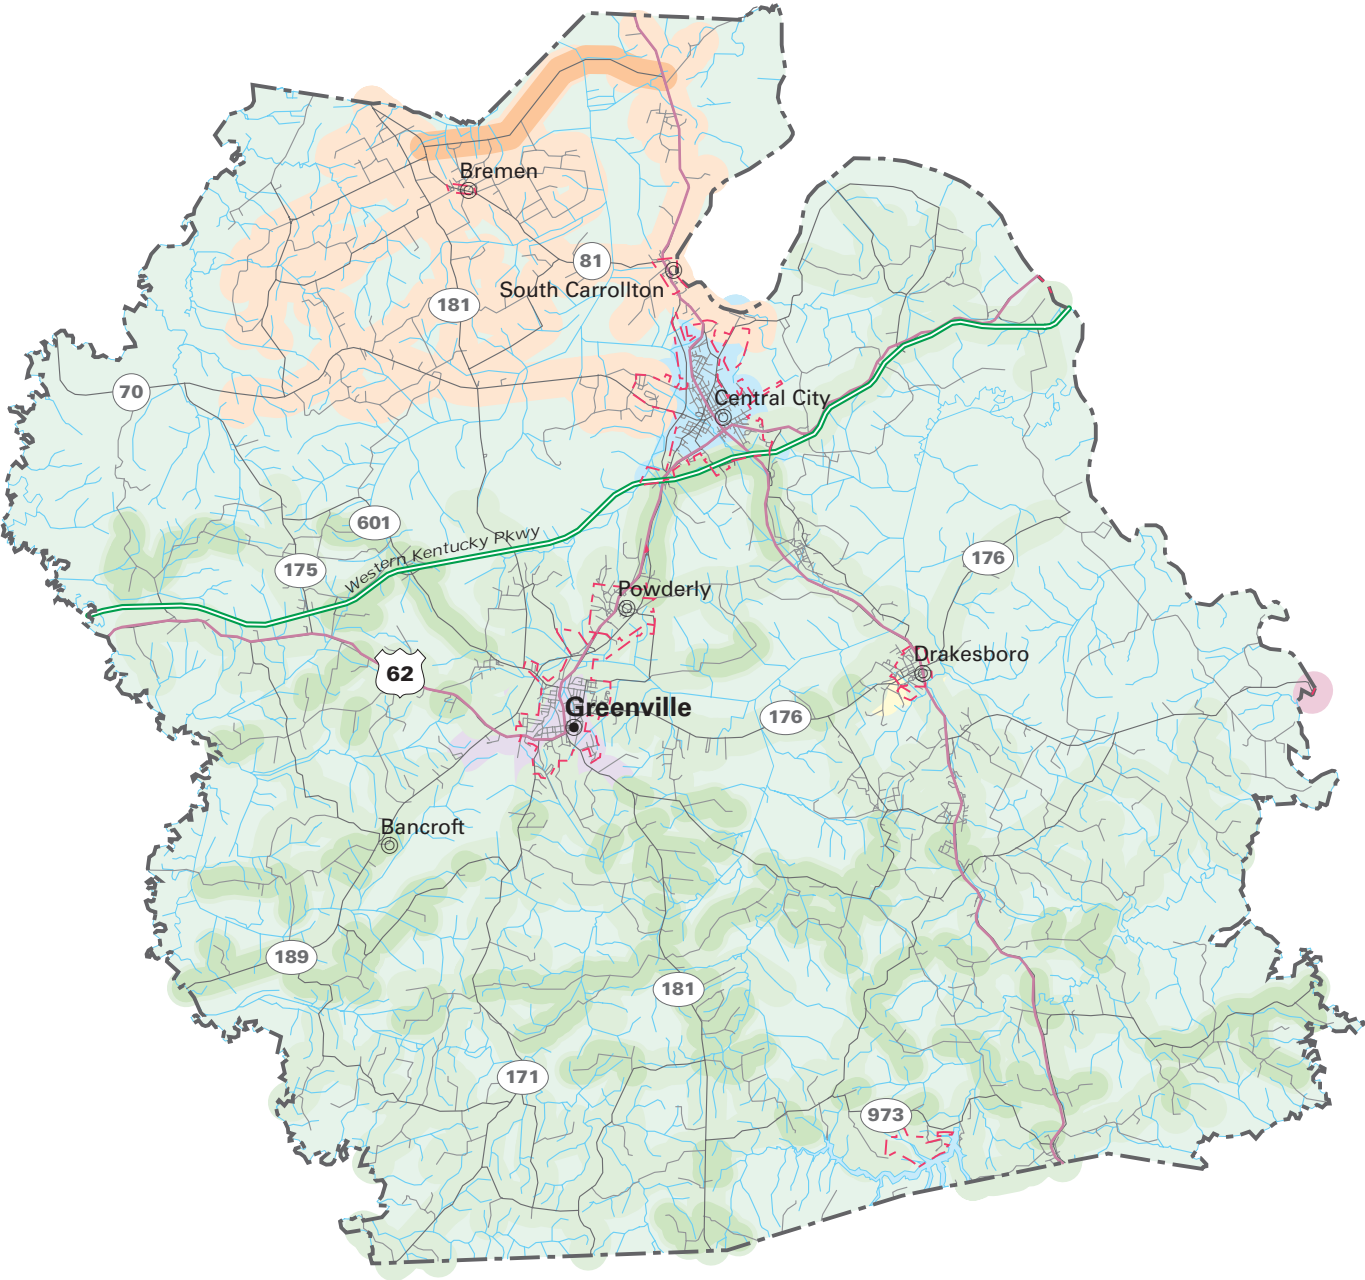 Bremen
81
South Carrollton
181
70
Central City
601
Western Kentucky Pkwy
175
176
Powderly
Drakesboro
62
Greenville
176
Bancroft
189
181
171
973